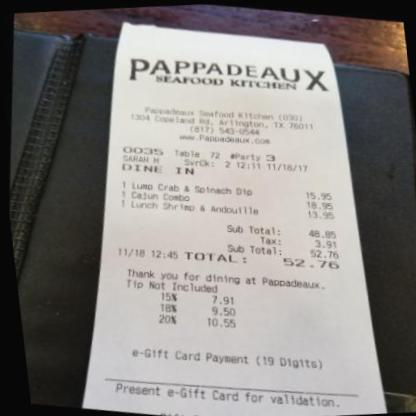 PAPPADEAUX
SEAFOOD KITCHEN
Pappadeaux Seafood Kitchen (030)
1304 Copeland Rd, Arlington, TX 76011
(817) 543-0544
www.Pappadeaux.com
0035 Table 72 #Party 3
SARAH M SvrCk: 2 12:11 11/18/17
DINE IN
1 Lump Crab & Spinach Dip 15.95
1 Cajun Combo 18.95
1 Lunch Shrimp & Andouille 13.95
Sub Total: 48.85
Tax: 3.91
Sub Total: 52.76
11/18 12:45 TOTAL: 52.76
Thank you for dining at Pappadeaux.
Tip Not Included
15% 7.91
18% 9.50
20% 10.55
e-Gift Card Payment (19 Digits)
Present e-Gift Card for validation.